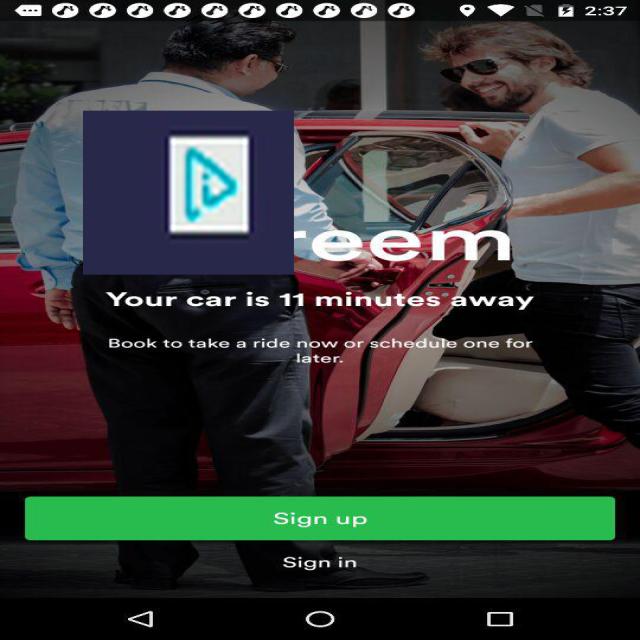 2:37
reem
Your car is 11 minutes away
Book to take a ride now or schedule one for
later.
Sign up
Sign in